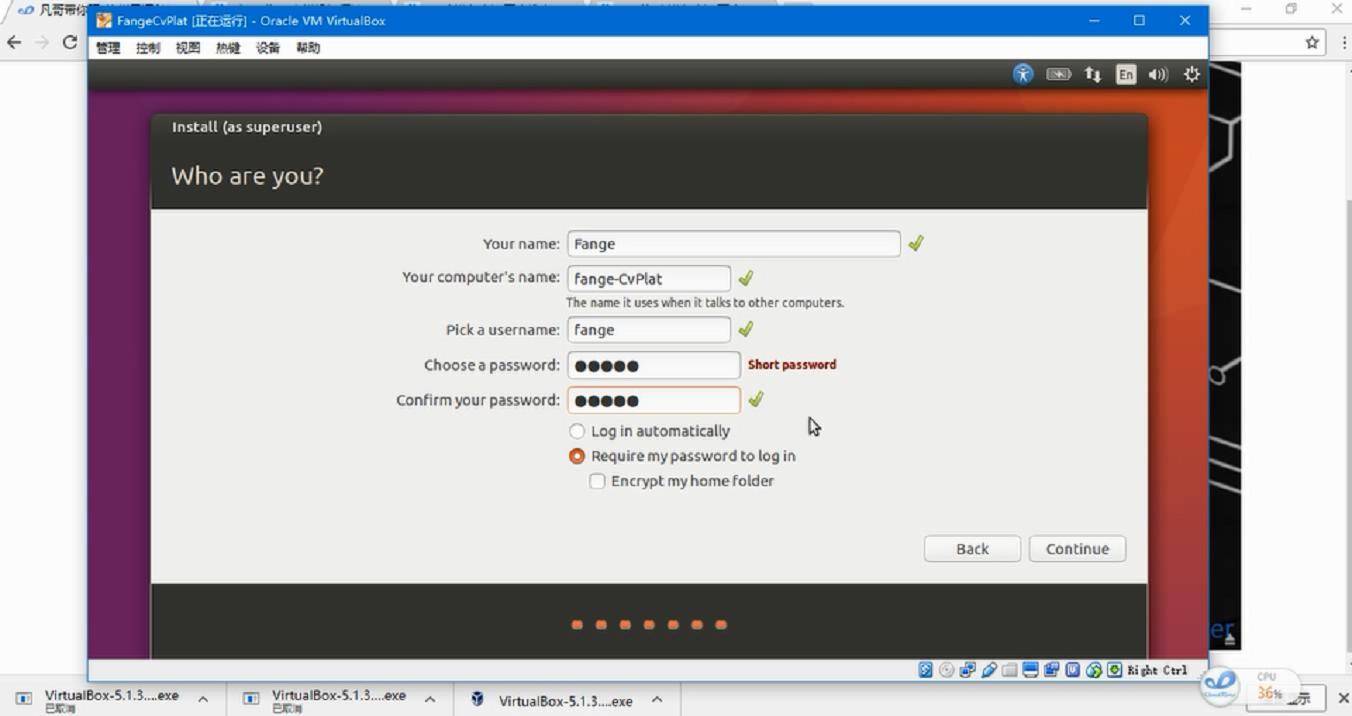 凡哥带你
FangeCvPlat [正在运行] - Oracle VM VirtualBox
管理 控制 视图 热键 设备 帮助
En
Install (as superuser)
Who are you?
Your name: Fange
Your computer's name: fange-CvPlat
The name it uses when it talks to other computers.
Pick a username: fange
Choose a password: ●●●●● Short password
Confirm your password: ●●●●●
Log in automatically
Require my password to log in
Encrypt my home folder
Back Continue
er
Right Ctrl
VirtualBox-5.1.3....exe
已取消
VirtualBox-5.1.3....exe
已取消
VirtualBox-5.1.3....exe
CPU
36%
示